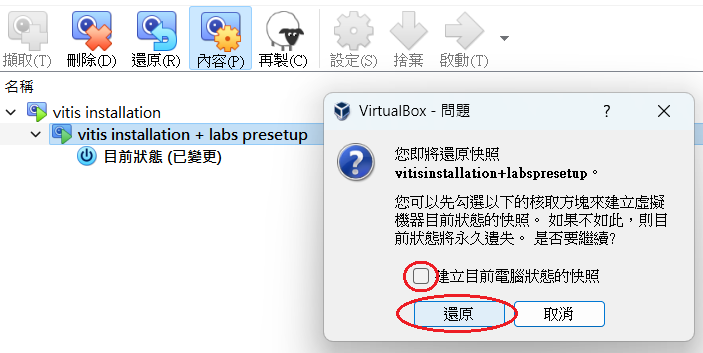 擷取(T) 刪除(D) 還原(R) 內容(P) 再製(C) 設定(S) 捨棄 啟動(T)
名稱
vitis installation
vitis installation + labs presetup
目前狀態 (已變更)
VirtualBox - 問題
您即將還原快照
vitisinstallation+labspresetup。
您可以先勾選以下的核取方塊來建立虛擬
機器目前狀態的快照。 如果不如此，則目
前狀態將永久遺失。 是否要繼續?
建立目前電腦狀態的快照
還原 取消